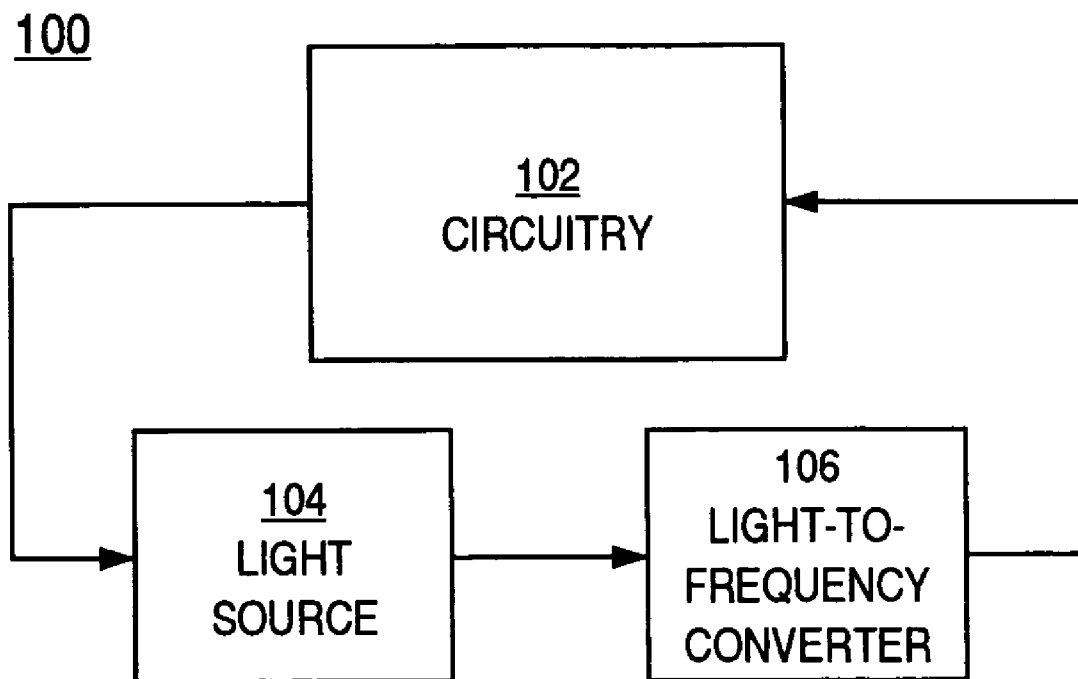 100
102
CIRCUITRY
104
LIGHT
SOURCE
106
LIGHT-TO-
FREQUENCY
CONVERTER